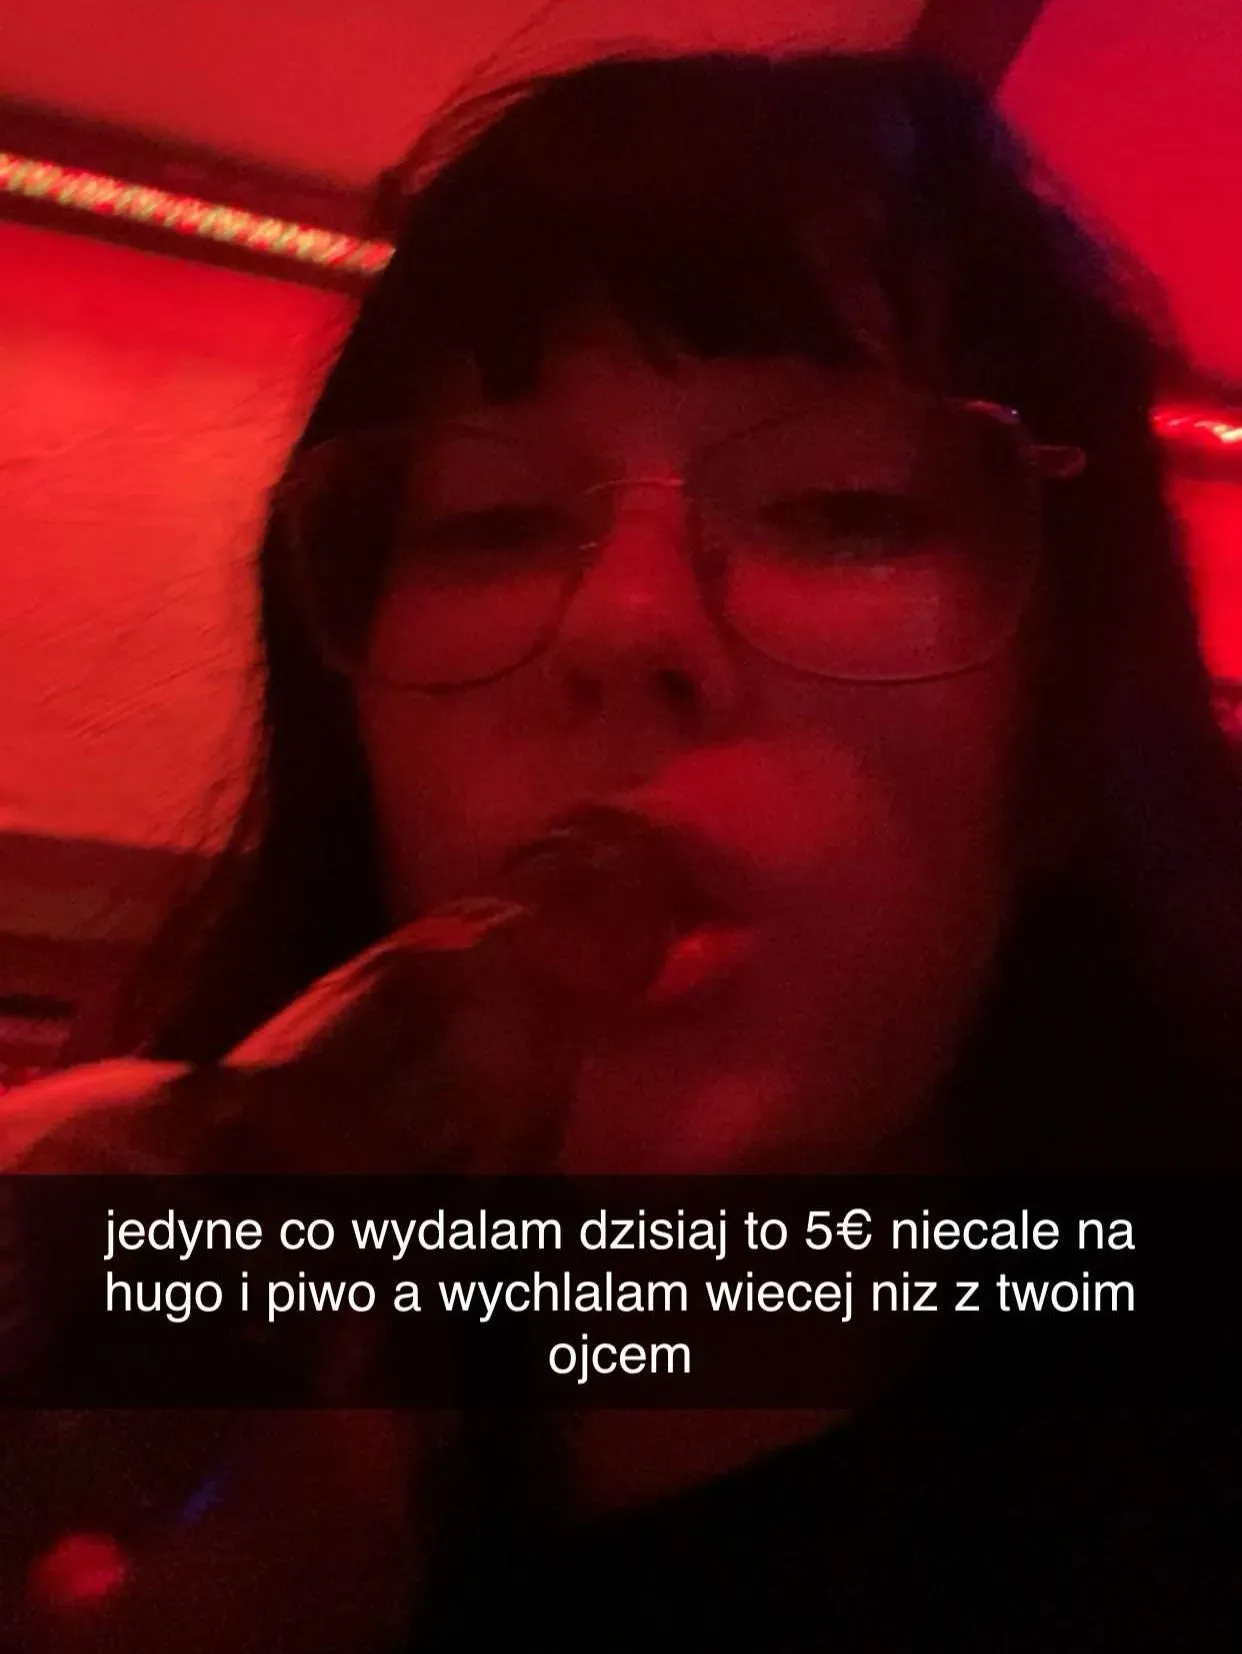 jedyne co wydalam dzisiaj to 5€ niecale na
hugo i piwo a wychlalam wiecej niz z twoim
ojcem